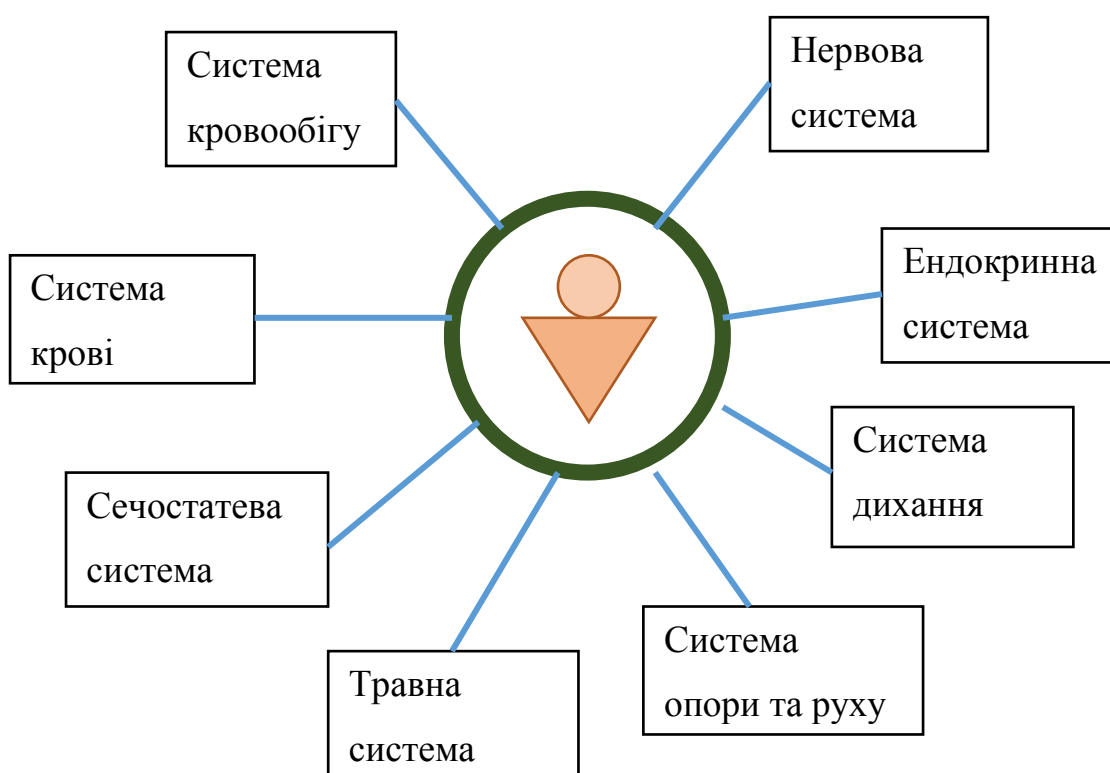 Система
кровообігу
Нервова
система
Система
крові
Ендокринна
система
Система
дихання
Сечостатева
система
Система
опори та руху
Травна
система